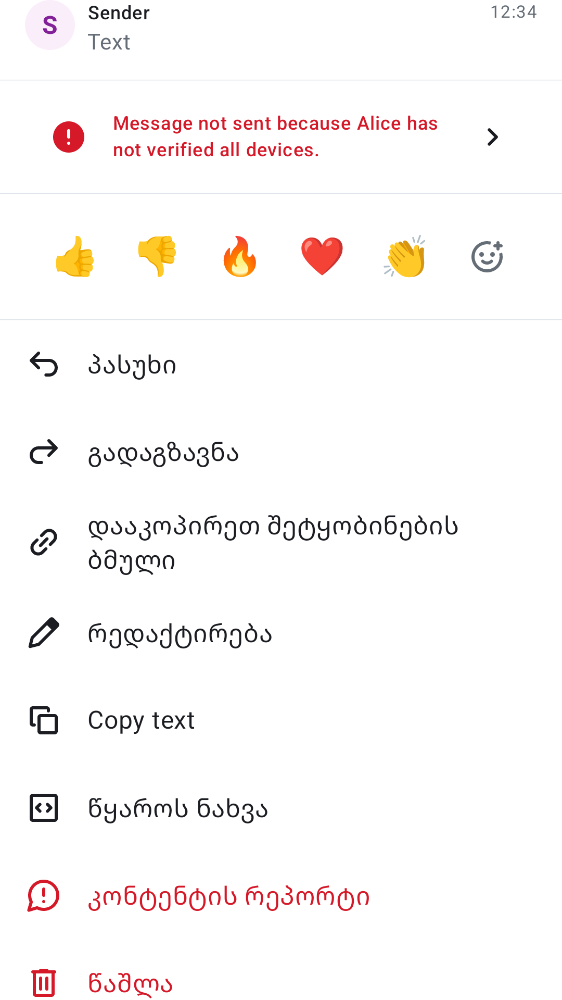 S
Sender
12:34
Text
Message not sent because Alice has
not verified all devices.
პასუხი
გადაგზავნა
დააკოპირეთ შეტყობინების
ბმული
რედაქტირება
Copy text
წყაროს ნახვა
კონტენტის რეპორტი
წაშლა